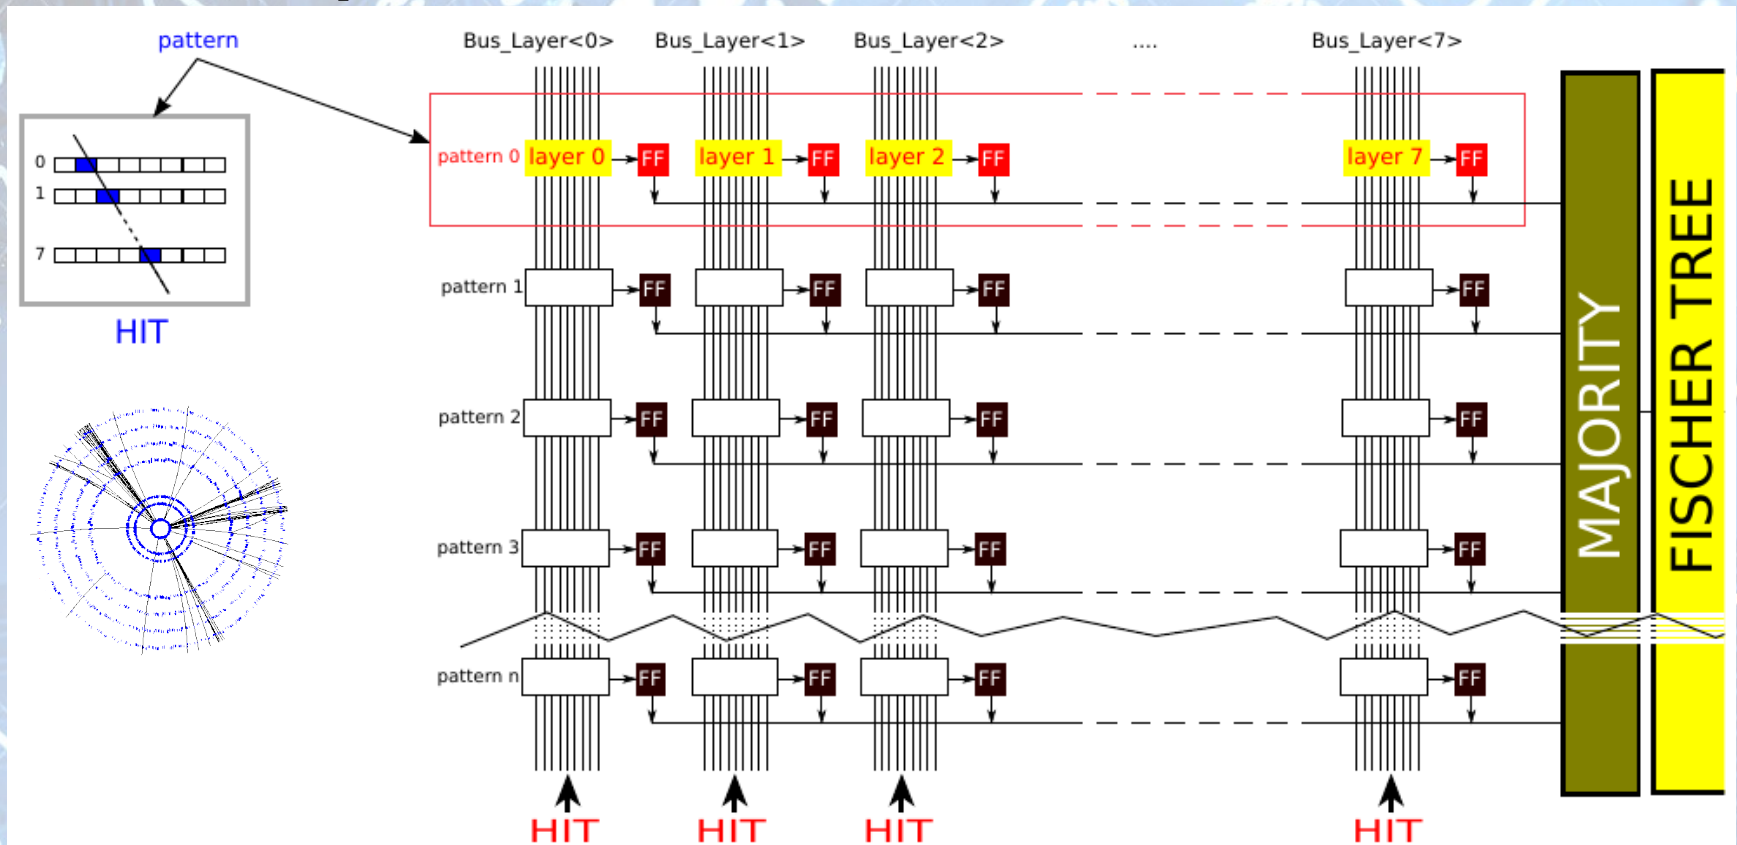 pattern
Bus_Layer<0> Bus_Layer<1> Bus_Layer<2> .... Bus_Layer<7>
0
1
7
HIT
pattern 0 layer 0 FF layer 1 FF layer 2 FF layer 7 FF
pattern 1 FF FF FF FF
pattern 2 FF FF FF FF
pattern 3 FF FF FF FF
pattern n FF FF FF FF
HIT HIT HIT HIT
MAJORITY
FISCHER TREE